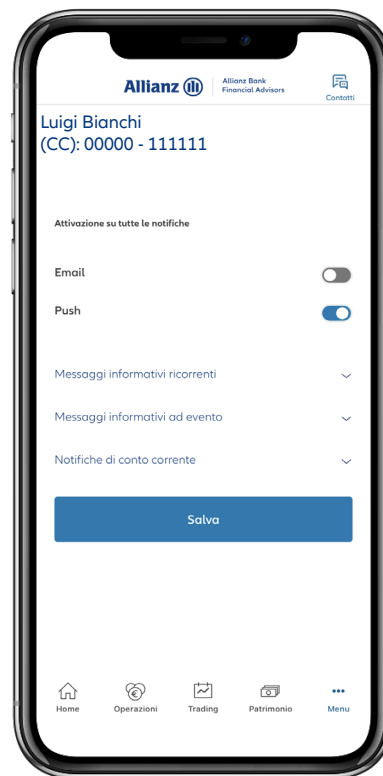 Allianz
Allianz Bank
Financial Advisors
Contatti
Luigi Bianchi
(CC): 00000 - 111111
Attivazione su tutte le notifiche
Email
Push
Messaggi informativi ricorrenti
Messaggi informativi ad evento
Notifiche di conto corrente
Salva
Home
Operazioni
Trading
Patrimonio
Menu